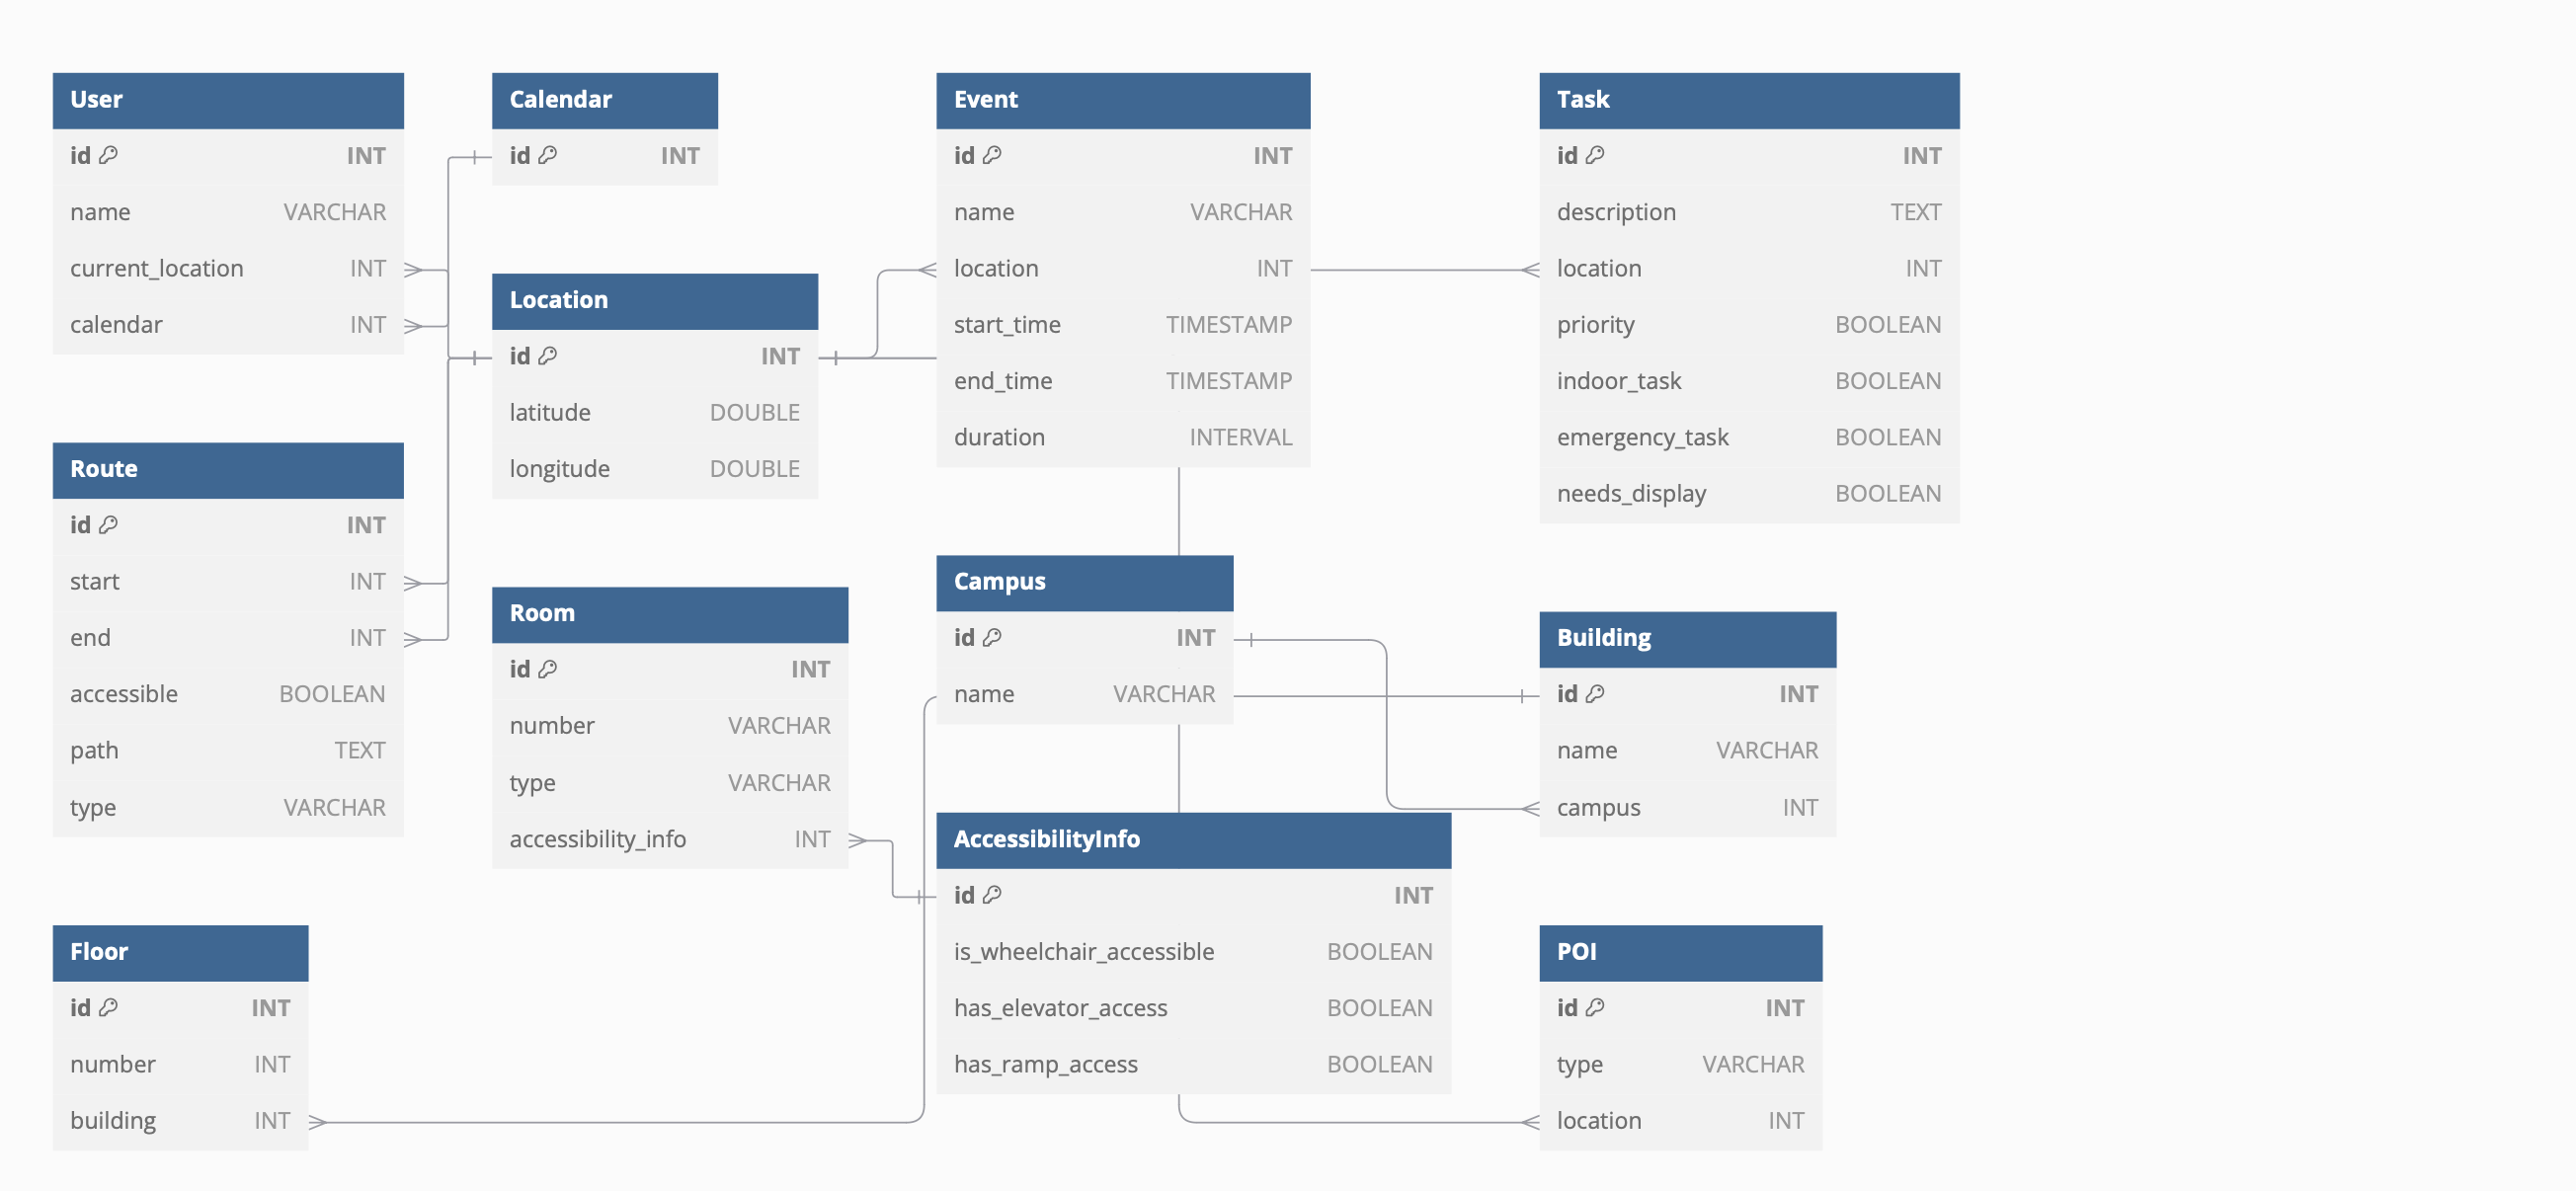 User
id INT
name VARCHAR
current_location INT
calendar INT
Calendar
id INT
Location
id INT
latitude DOUBLE
longitude DOUBLE
Event
id INT
name VARCHAR
location INT
start_time TIMESTAMP
end_time TIMESTAMP
duration INTERVAL
Task
id INT
description TEXT
location INT
priority BOOLEAN
indoor_task BOOLEAN
emergency_task BOOLEAN
needs_display BOOLEAN
Route
id INT
start INT
end INT
accessible BOOLEAN
path TEXT
type VARCHAR
Room
id INT
number VARCHAR
type VARCHAR
accessibility_info INT
Campus
id INT
name VARCHAR
Building
id INT
name VARCHAR
campus INT
AccessibilityInfo
id INT
is_wheelchair_accessible BOOLEAN
has_elevator_access BOOLEAN
has_ramp_access BOOLEAN
Floor
id INT
number INT
building INT
POI
id INT
type VARCHAR
location INT